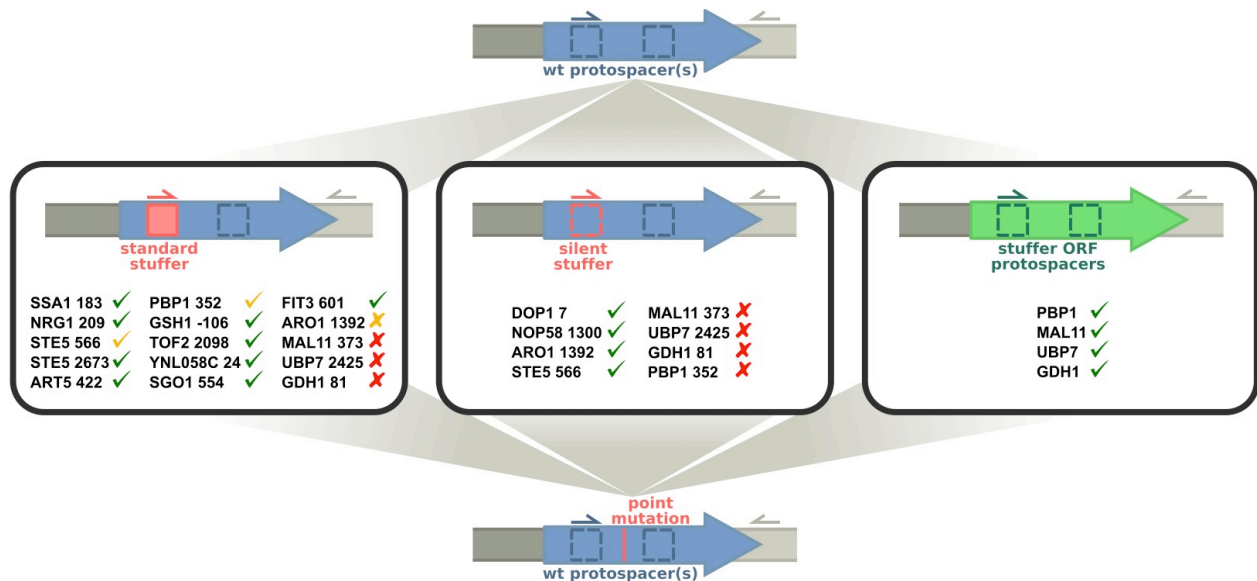 wt protospacer(s)
standard
stuffer
SSA1 183 ✓ PBP1 352 ✓ FIT3 601 ✓
NRG1 209 ✓ GSH1 -106 ✓ ARO1 1392 ✘
STE5 566 ✓ TOF2 2098 ✓ MAL11 373 ✘
STE5 2673 ✓ YNL058C 24 ✓ UBP7 2425 ✘
ART5 422 ✓ SGO1 554 ✓ GDH1 81 ✘
silent
stuffer
DOP1 7 ✓ MAL11 373 ✘
NOP58 1300 ✓ UBP7 2425 ✘
ARO1 1392 ✓ GDH1 81 ✘
STE5 566 ✓ PBP1 352 ✘
stuffer ORF
protospacers
PBP1 ✓
MAL11 ✓
UBP7 ✓
GDH1 ✓
point
mutation
wt protospacer(s)